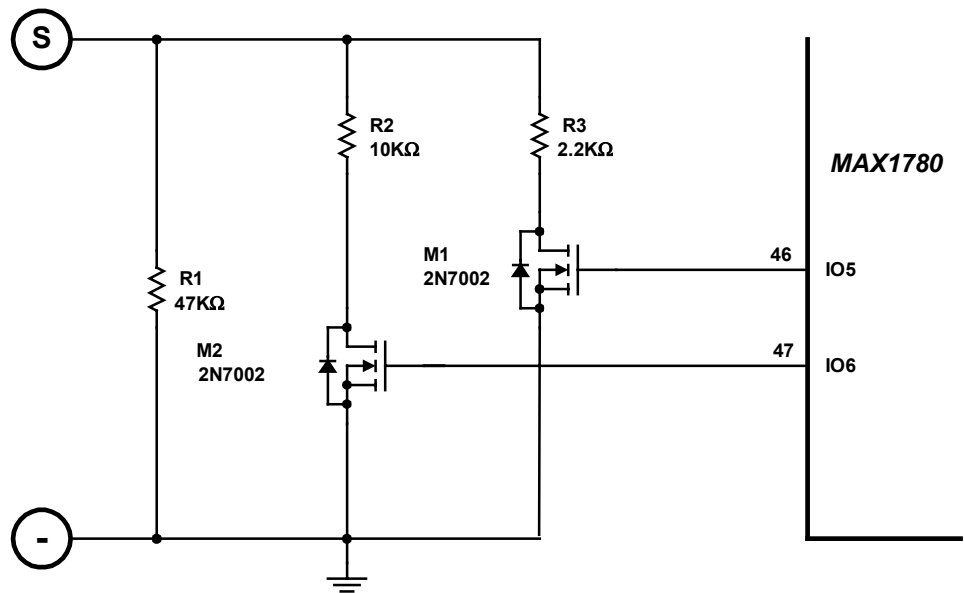 S
R2
10KΩ
R3
2.2KΩ
MAX1780
M1
2N7002
46
IO5
R1
47KΩ
M2
2N7002
47
IO6
-